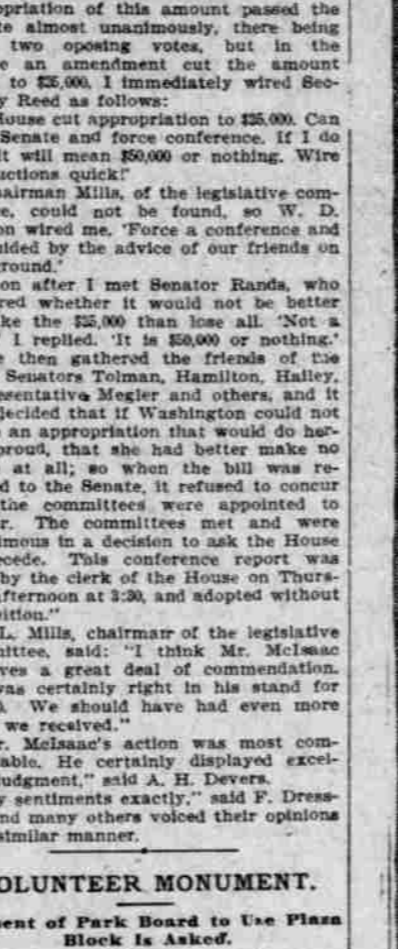 opriation of this amount passed the
te almost unanimously, there being
two oposing votes, but in the
e an amendment cut the amount
to $25,000. I immediately wired Sec-
y Reed as follows:
House cut appropriation to $25,000. Can
Senate and force conference. If I do
it will mean $50,000 or nothing. Wire
uctions quick!'
hairman Mills, of the legislative com-
e, could not be found, so W. D.
on wired me, 'Force a conference and
uided by the advice of our friends on
round.'
on after I met Senator Rands, who
red whether it would not be better
ke the $25,000 than lose all. 'Not a
I replied. 'It is $50,000 or nothing.'
e then gathered the friends of the
Senators Tolman, Hamilton, Hailey,
esentative Megler and others, and it
decided that if Washington could not
an appropriation that would do her-
proud, that she had better make no
at all; so when the bill was re-
d to the Senate, it refused to concur
the committees were appointed to
r. The committees met and were
imous in a decision to ask the House
ecede. This conference report was
by the clerk of the House on Thurs-
afternoon at 3:30, and adopted without
ition."
L. Mills, chairman of the legislative
mittee, said: "I think Mr. McIsaac
ves a great deal of commendation.
was certainly right in his stand for
We should have had even more
we received."
r. McIsaac's action was most com-
able. He certainly displayed excel-
judgment," said A. H. Devers.
y sentiments exactly," said F. Dress-
nd many others voiced their opinions
similar manner.
OLUNTEER MONUMENT.
ent of Park Board to Use Plaza
Block Is Asked.